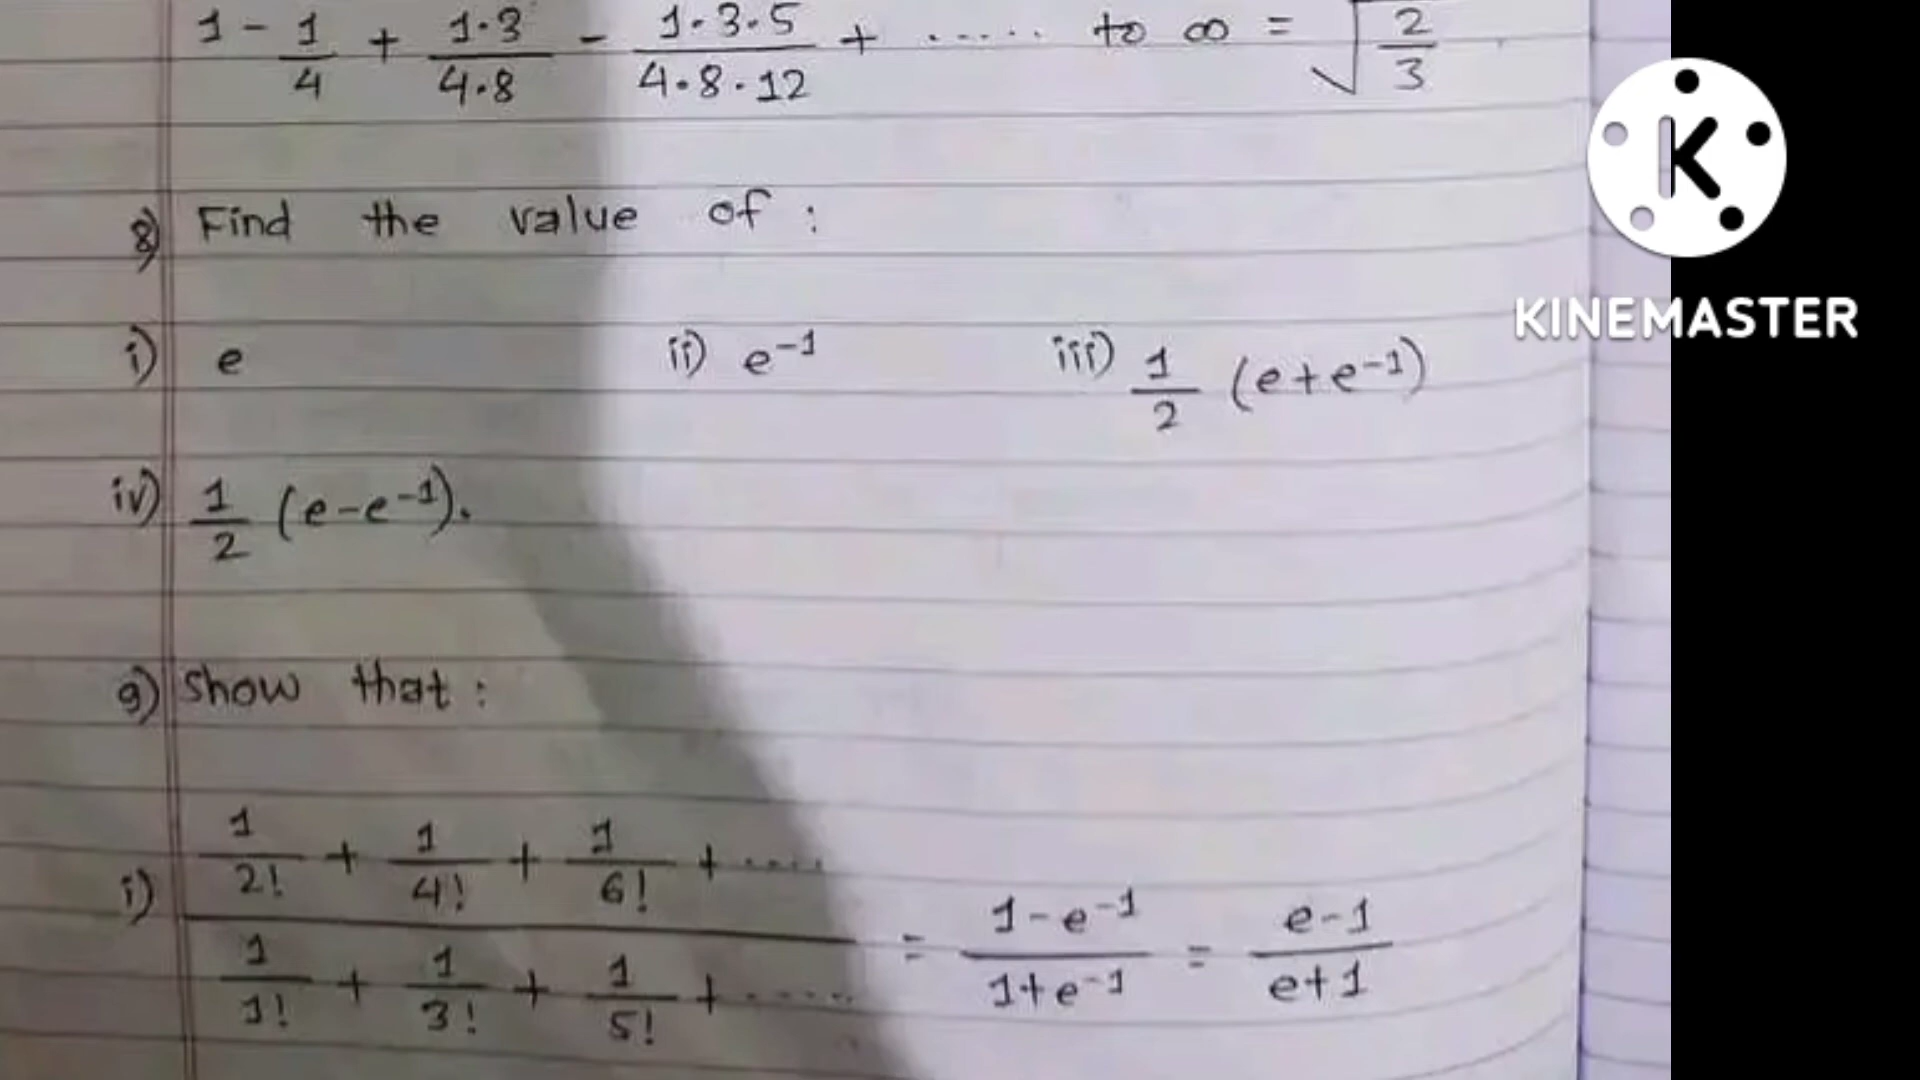 1 - 1/4 + 1·3/4·8 - 1·3·5/4·8·12 + ..... to ∞ = √(2/3)
8) Find the value of :
i) e ii) e⁻¹ iii) 1/2 (e+e⁻¹)
iv) 1/2 (e-e⁻¹).
9) Show that :
i) (1/2! + 1/4! + 1/6! + ....)/(1/1! + 1/3! + 1/5! + .....) = (1-e⁻¹)/(1+e⁻¹) = (e-1)/(e+1)
K
KINEMASTER